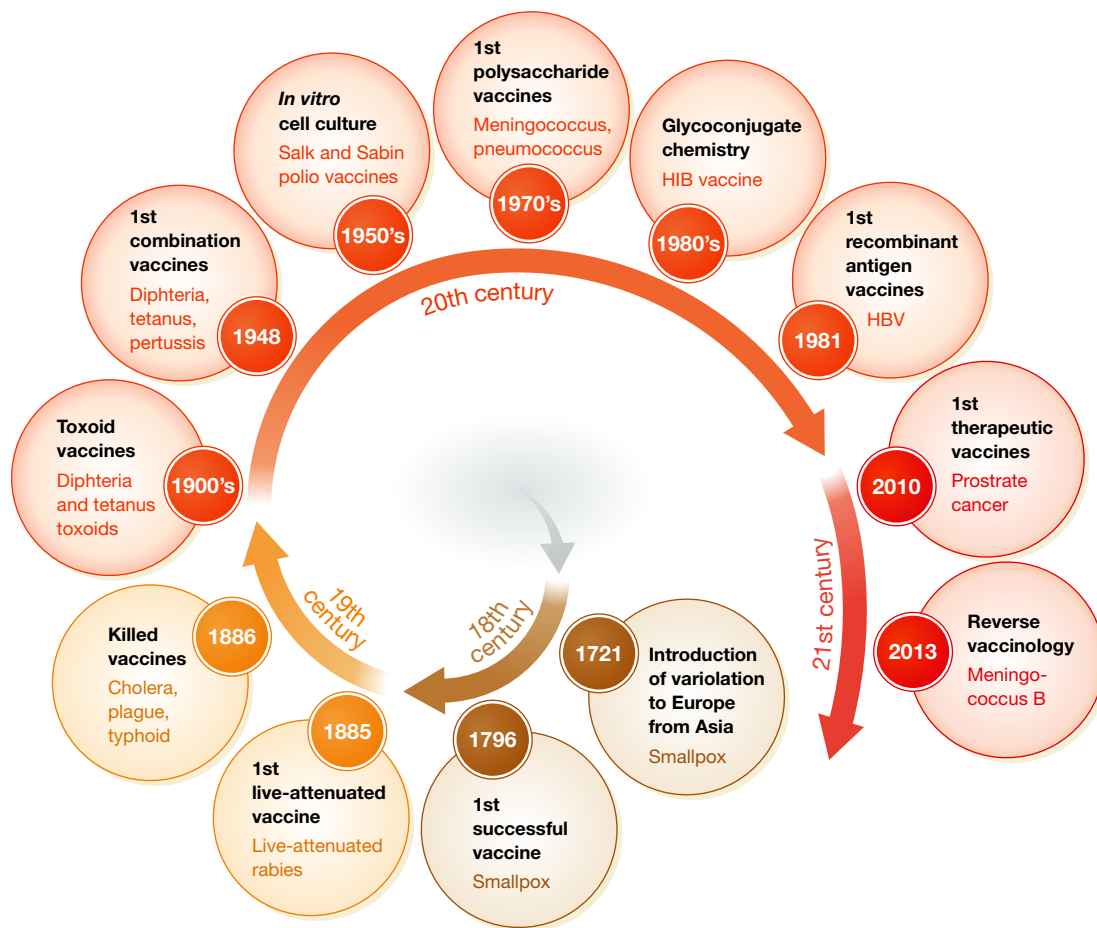 1721
Introduction
of variolation
to Europe
from Asia
Smallpox
18th
century
1796
1st
successful
vaccine
Smallpox
1885
1st
live-attenuated
vaccine
Live-attenuated
rabies
19th
century
1886
Killed
vaccines
Cholera,
plague,
typhoid
Toxoid
vaccines
Diphteria
and tetanus
toxoids
1900's
1st
combination
vaccines
Diphteria,
tetanus,
pertussis
1948
In vitro
cell culture
Salk and Sabin
polio vaccines
1950's
20th century
1st
polysaccharide
vaccines
Meningococcus,
pneumococcus
1970's
Glycoconjugate
chemistry
HIB vaccine
1980's
1st
recombinant
antigen
vaccines
HBV
1981
1st
therapeutic
vaccines
Prostrate
cancer
2010
21st century
Reverse
vaccinology
Meningo-
coccus B
2013